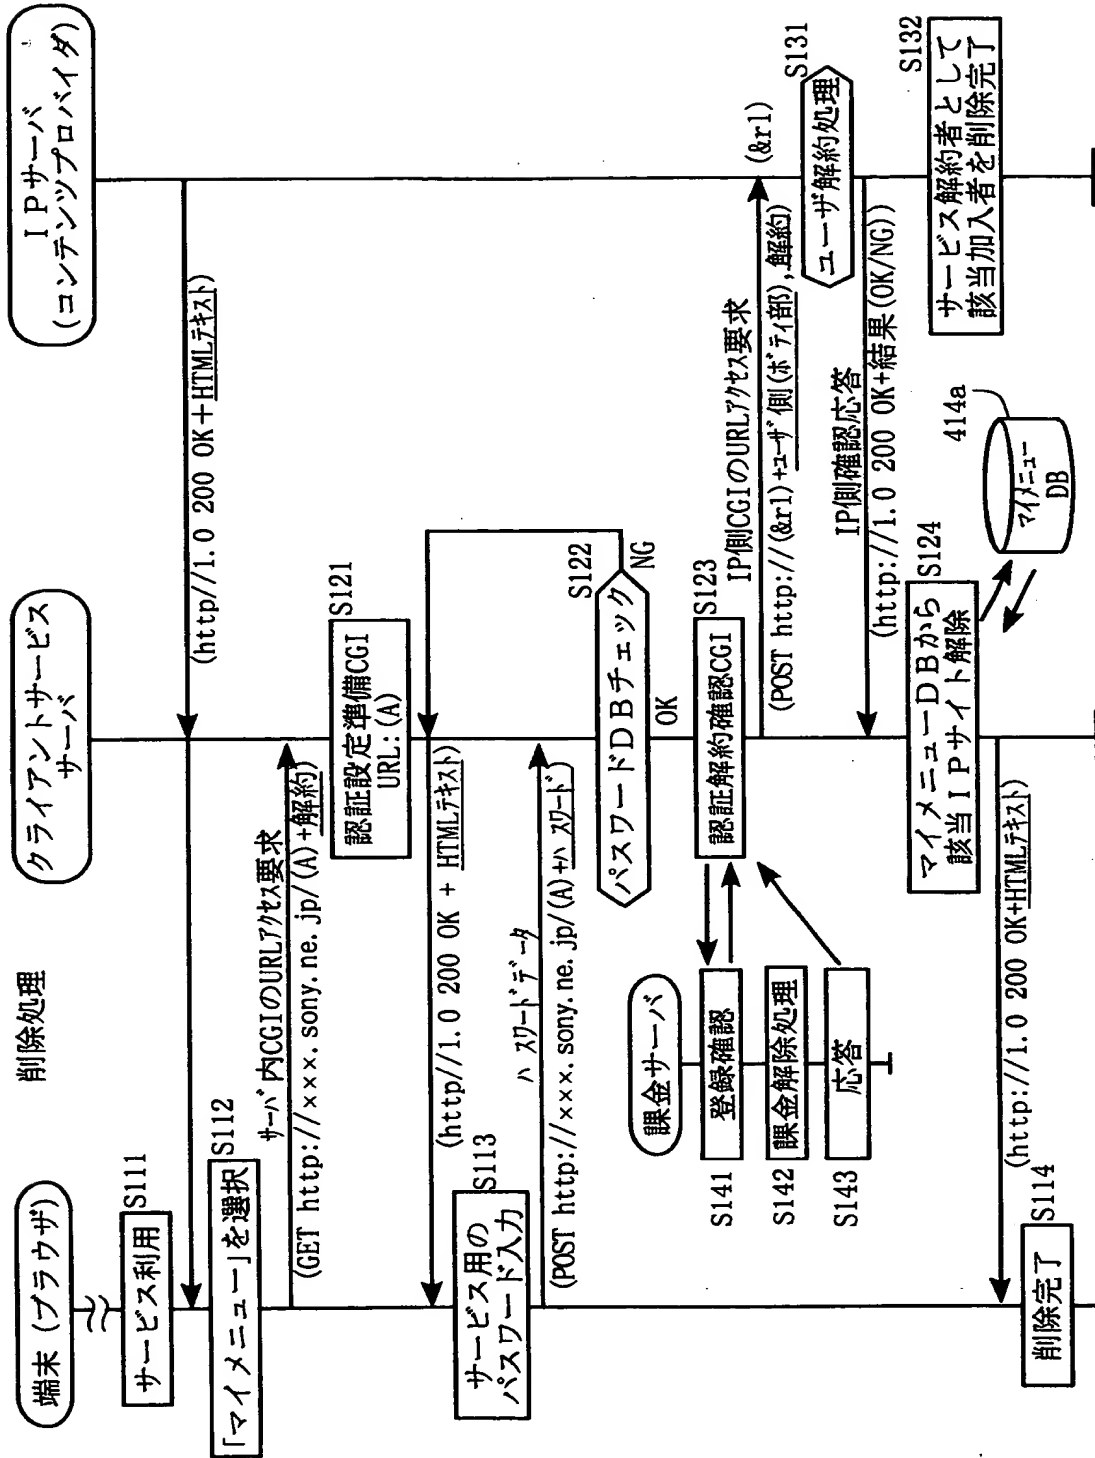 削除処理
端末(ブラウザ)
クライアントサービス
サーバ
IPサーバ
(コンテンツプロバイダ)
サービス利用
S111
(http//1.0 200 OK+HTMLテキスト)
「マイメニュー」を選択
S112
サーバ内CGIのURLアクセス要求
(GET http://×××.sony.ne.jp/(A)+解約)
認証設定準備CGI
URL:(A)
S121
(http//1.0 200 OK + HTMLテキスト)
サービス用の
パスワード入力
S113
ハ スワードデータ
(POST http://×××.sony.ne.jp/(A)+ハ スワード)
パスワードDBチェック
S122
NG
OK
課金サーバ
認証解約確認CGI
S123
S141
登録確認
S142
課金解除処理
S143
応答
IP側CGIのURLアクセス要求
(POST http://(&rl)+ユーザ側(ボディ部),解約)
(&rl)
ユーザ解約処理
S131
IP側確認応答
(http://1.0 200 OK+結果(OK/NG))
マイメニューDBから
該当IPサイト解除
S124
414a
マイメニュー
DB
サービス解約者として
該当加入者を削除完了
S132
(http://1.0 200 OK+HTMLテキスト)
削除完了
S114